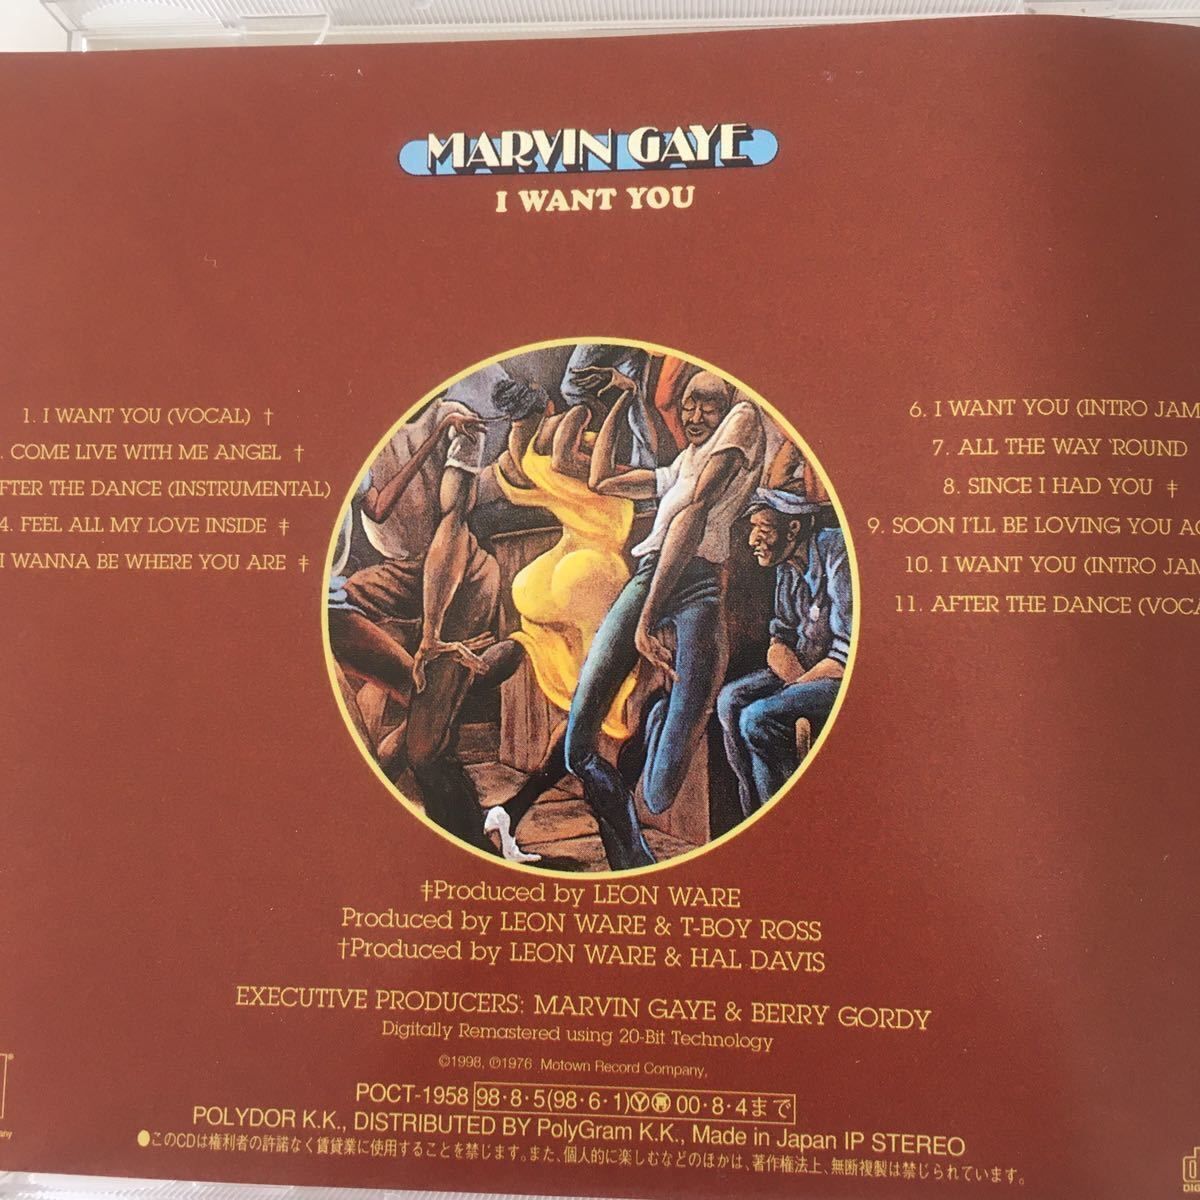 MARVIN GAYE
I WANT YOU
1. I WANT YOU (VOCAL) †
. COME LIVE WITH ME ANGEL †
FTER THE DANCE (INSTRUMENTAL)
4. FEEL ALL MY LOVE INSIDE ‡
I WANNA BE WHERE YOU ARE ‡
6. I WANT YOU (INTRO JAM
7. ALL THE WAY ‘ROUND
8. SINCE I HAD YOU ‡
9. SOON I'LL BE LOVING YOU AG
10. I WANT YOU (INTRO JAM
11. AFTER THE DANCE (VOCA
‡Produced by LEON WARE
Produced by LEON WARE & T-BOY ROSS
†Produced by LEON WARE & HAL DAVIS
EXECUTIVE PRODUCERS: MARVIN GAYE & BERRY GORDY
Digitally Remastered using 20-Bit Technology
©1998, ℗1976 Motown Record Company,
POCT-1958 98・8・5(98・6・1)Ⓨ 00・8・4まで
POLYDOR K.K., DISTRIBUTED BY PolyGram K.K., Made in Japan IP STEREO
●このCDは権利者の許諾なく賃貸業に使用することを禁じます。また、個人的に楽しむなどのほかは、著作権法上、無断複製は禁じられています。